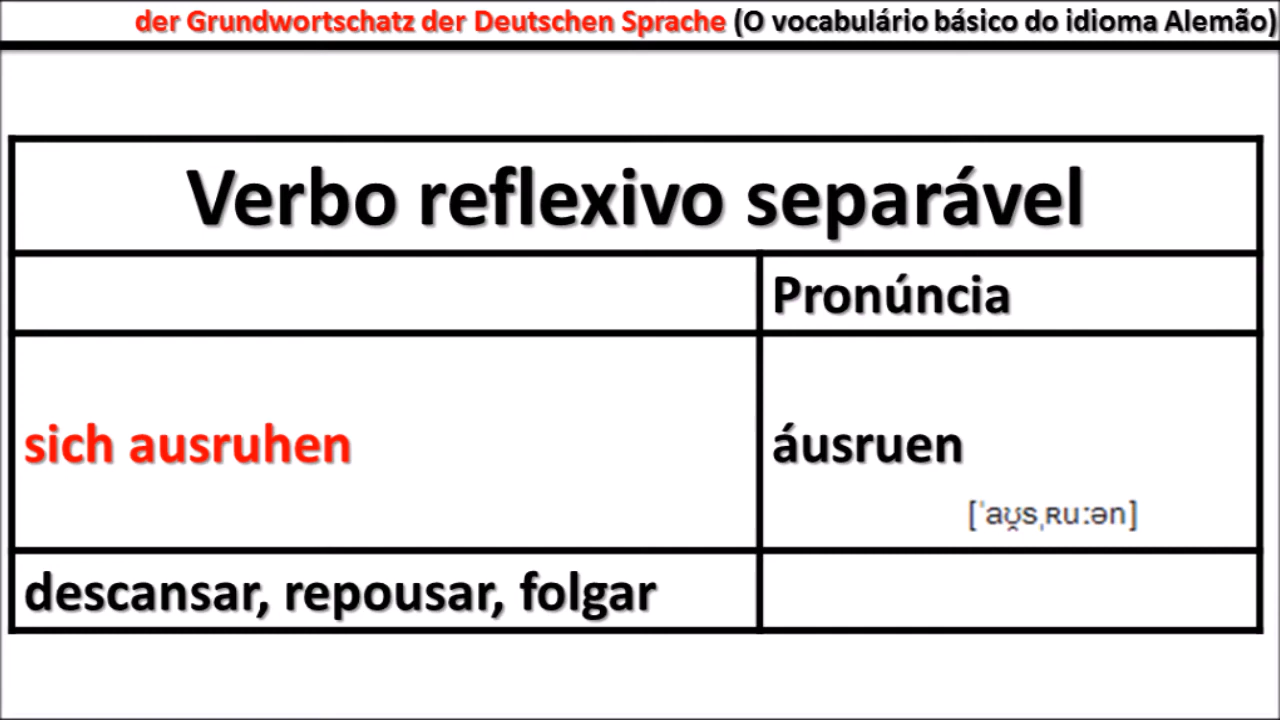 der Grundwortschatz der Deutschen Sprache (O vocabulário básico do idioma Alemão)
Verbo reflexivo separável
Pronúncia
sich ausruhen
áusruen
[ˈaʊ̯sˌʀuːən]
descansar, repousar, folgar